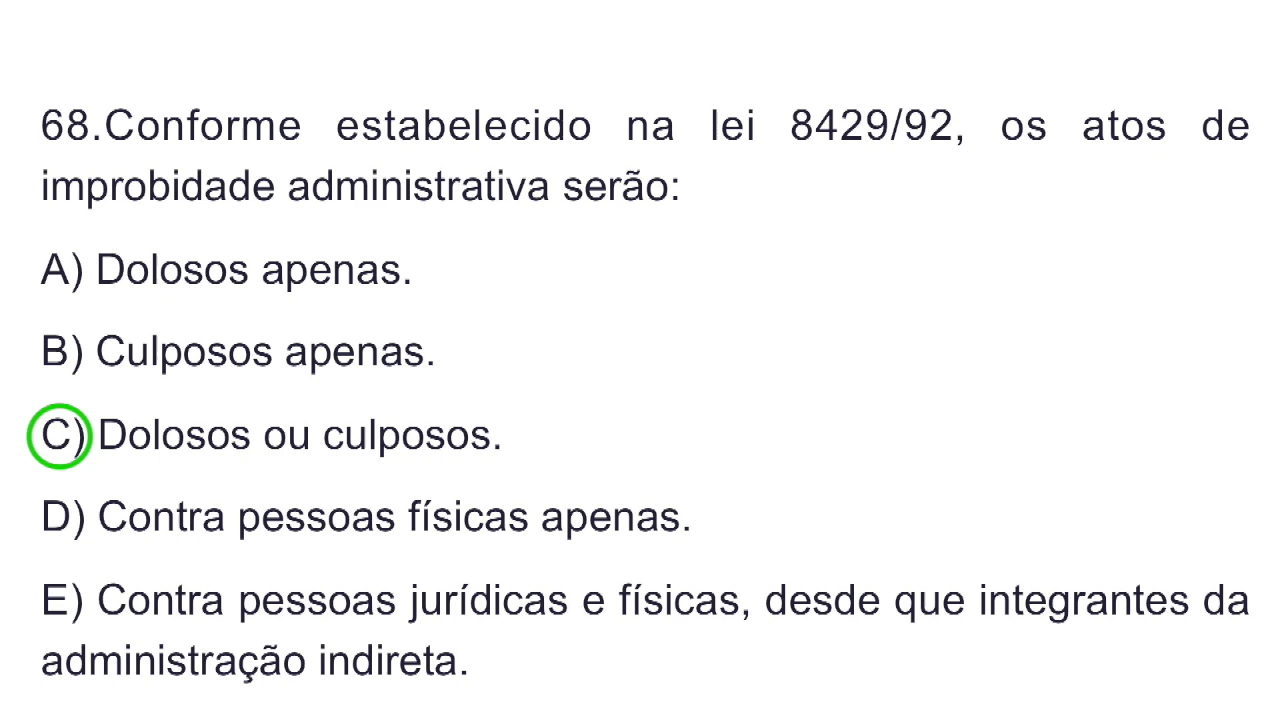 68.Conforme estabelecido na lei 8429/92, os atos de
improbidade administrativa serão:
A) Dolosos apenas.
B) Culposos apenas.
C) Dolosos ou culposos.
D) Contra pessoas físicas apenas.
E) Contra pessoas jurídicas e físicas, desde que integrantes da
administração indireta.